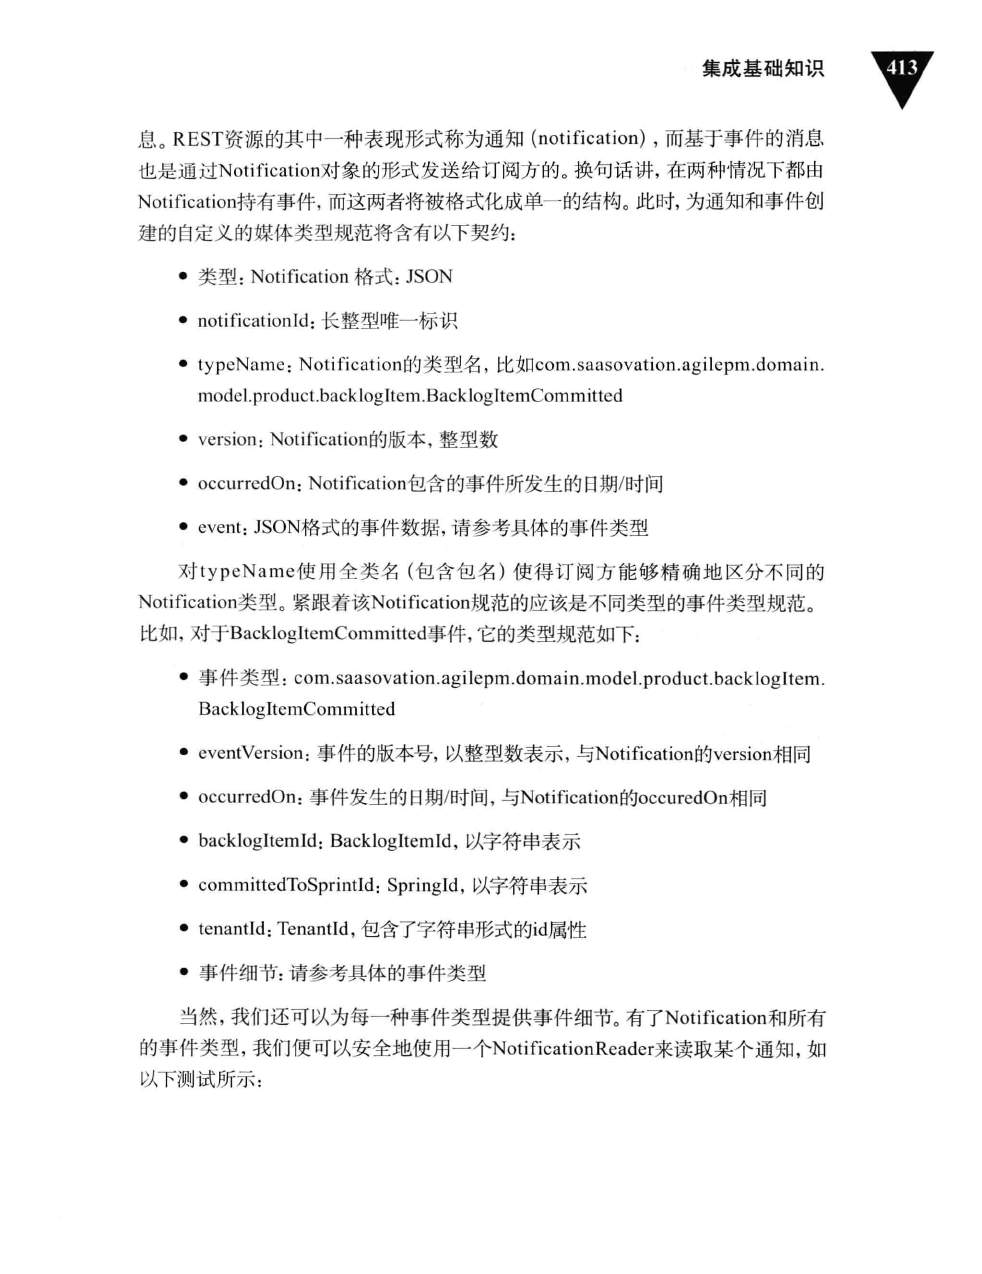 集成基础知识
413
息。REST资源的其中一种表现形式称为通知（notification），而基于事件的消息
也是通过Notification对象的形式发送给订阅方的。换句话讲，在两种情况下都由
Notification持有事件，而这两者将被格式化成单一的结构。此时，为通知和事件创
建的自定义的媒体类型规范将含有以下契约：
• 类型：Notification 格式：JSON
• notificationId：长整型唯一标识
• typeName：Notification的类型名，比如com.saasovation.agilepm.domain.
model.product.backlogItem.BacklogItemCommitted
• version：Notification的版本，整型数
• occurredOn：Notification包含的事件所发生的日期/时间
• event：JSON格式的事件数据，请参考具体的事件类型
对typeName使用全类名（包含包名）使得订阅方能够精确地区分不同的
Notification类型。紧跟着该Notification规范的应该是不同类型的事件类型规范。
比如，对于BacklogItemCommitted事件，它的类型规范如下：
• 事件类型：com.saasovation.agilepm.domain.model.product.backlogItem.
BacklogItemCommitted
• eventVersion：事件的版本号，以整型数表示，与Notification的version相同
• occurredOn：事件发生的日期/时间，与Notification的occuredOn相同
• backlogItemId：BacklogItemId，以字符串表示
• committedToSprintId：SpringId，以字符串表示
• tenantId：TenantId，包含了字符串形式的id属性
• 事件细节：请参考具体的事件类型
当然，我们还可以为每一种事件类型提供事件细节。有了Notification和所有
的事件类型，我们便可以安全地使用一个NotificationReader来读取某个通知，如
以下测试所示：